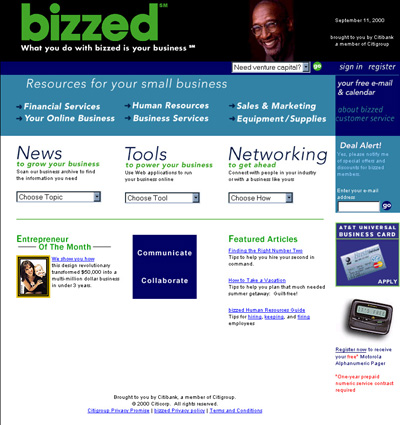 bizzed SM
What you do with bizzed is your business SM
September 11, 2000
brought to you by Citibank
a member of Citigroup
Need venture capital? go
sign in register
Resources for your small business
Financial Services
Human Resources
Sales & Marketing
Your Online Business
Business Services
Equipment/Supplies
your free e-mail
& calendar
about bizzed
customer service
News
to grow your business
Scan our business archive to find
the information you need
Choose Topic
Tools
to power your business
Use Web applications to run
your business online
Choose Tool
Networking
to get ahead
Connect with people in your industry
or with a business like yours
Choose How
Deal Alert!
Yes, please notify me
of special offers and
discounts for bizzed
members.
Enter your e-mail
address
go
Entrepreneur
Of The Month
We show you how
this design revolutionary
transformed $50,000 into a
multi-million dollar business
in under 3 years.
Communicate
Collaborate
Featured Articles
Finding the Right Number Two
Tips to help you hire your second in
command.
How to Take a Vacation
Tips to help you plan that much needed
summer getaway. Guilt-free!
bizzed Human Resources Guide
Tips for hiring, keeping, and firing
employees
AT&T UNIVERSAL
BUSINESS CARD
APPLY
Register now to receive
your free* Motorola
Alphanumeric Pager
*One year prepaid
numeric service contract
required
Brought to you by Citibank, a member of Citigroup.
© 2000 Citicorp. All rights reserved.
Citigroup Privacy Promise | bizzed Privacy policy | Terms and Conditions